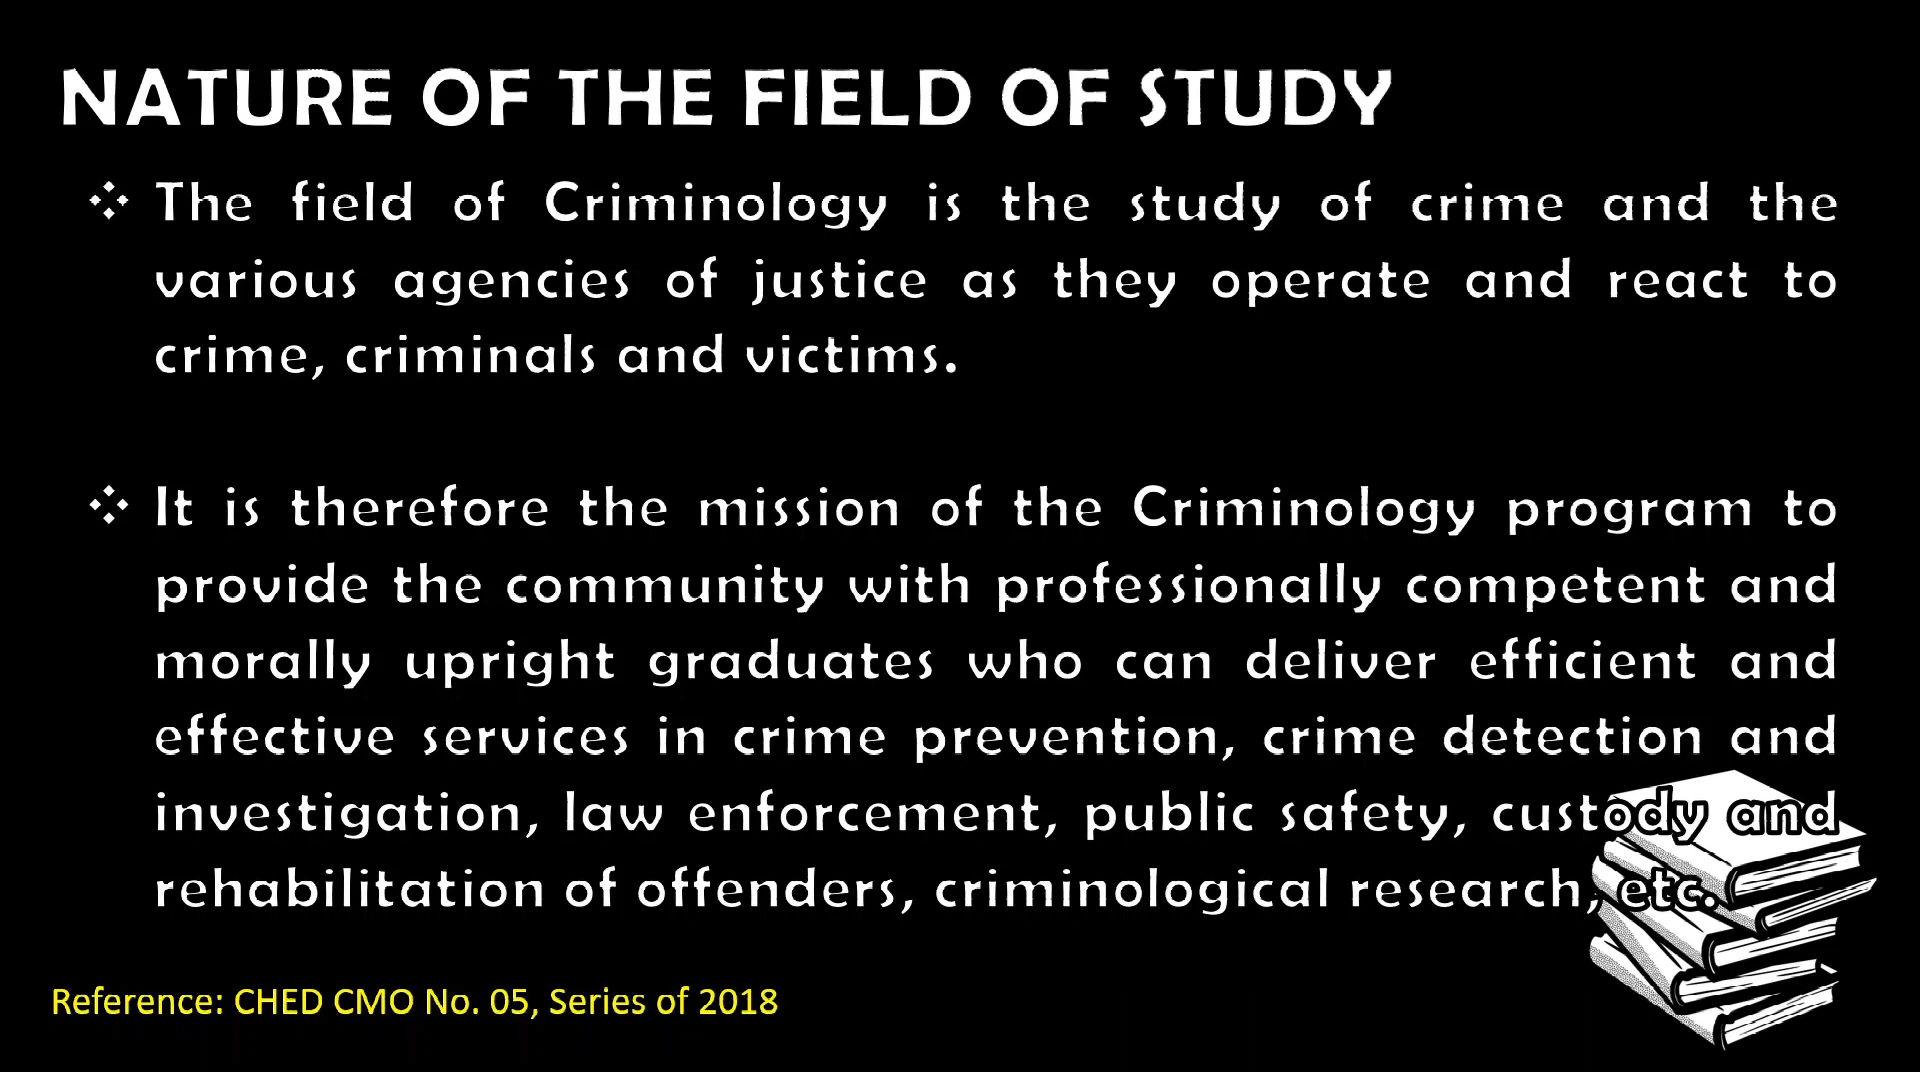 NATURE OF THE FIELD OF STUDY
The field of Criminology is the study of crime and the
various agencies of justice as they operate and react to
crime, criminals and victims.
It is therefore the mission of the Criminology program to
provide the community with professionally competent and
morally upright graduates who can deliver efficient and
effective services in crime prevention, crime detection and
investigation, law enforcement, public safety, custody and
rehabilitation of offenders, criminological research, etc.
Reference: CHED CMO No. 05, Series of 2018